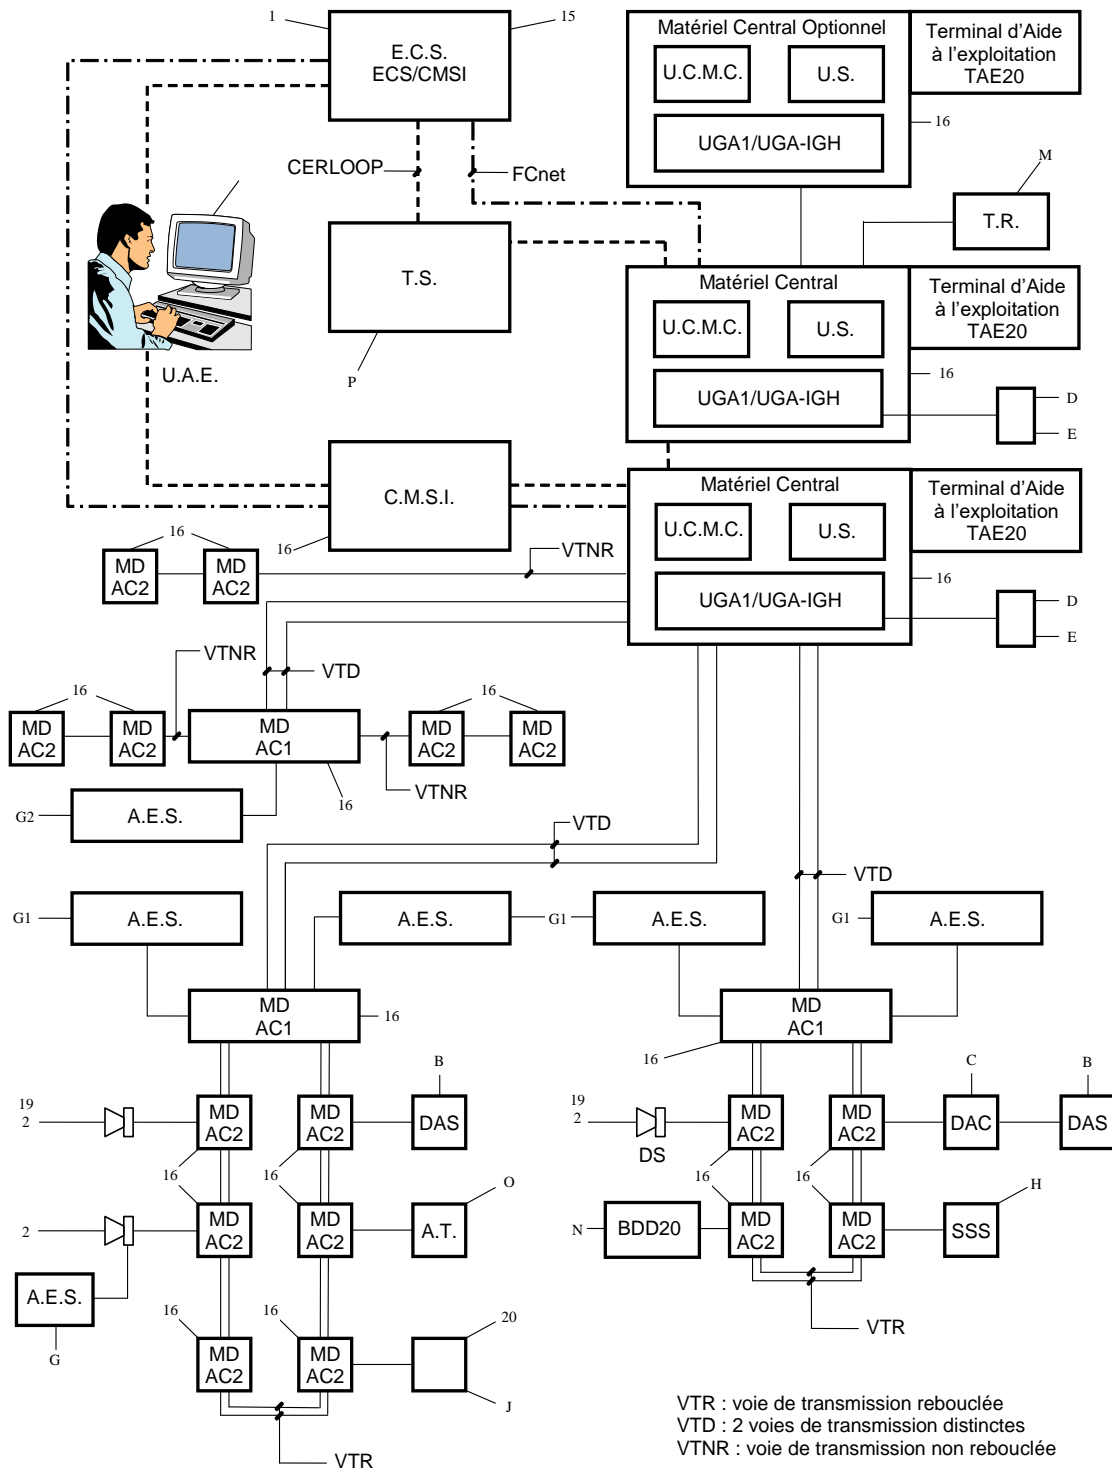 1
15
E.C.S.
ECS/CMSI
Matériel Central Optionnel
Terminal d'Aide
à l'exploitation
TAE20
U.C.M.C.
U.S.
UGA1/UGA-IGH
16
CERLOOP
FCnet
M
T.R.
T.S.
P
U.A.E.
Matériel Central
Terminal d'Aide
à l'exploitation
TAE20
U.C.M.C.
U.S.
UGA1/UGA-IGH
16
D
E
C.M.S.I.
16
Matériel Central
Terminal d'Aide
à l'exploitation
TAE20
U.C.M.C.
U.S.
UGA1/UGA-IGH
16
D
E
16
MD
AC2
MD
AC2
VTNR
VTNR
VTD
16
MD
AC2
MD
AC2
MD
AC1
16
16
MD
AC2
MD
AC2
VTNR
G2
A.E.S.
VTD
VTD
G1
A.E.S.
A.E.S.
G1
A.E.S.
G1
A.E.S.
MD
AC1
16
MD
AC1
16
19
2
MD
AC2
16
MD
AC2
16
B
DAS
2
MD
AC2
MD
AC2
O
A.T.
A.E.S.
G
16
MD
AC2
16
MD
AC2
20
J
VTR
19
2
DS
MD
AC2
16
MD
AC2
16
C
DAC
B
DAS
N
BDD20
MD
AC2
MD
AC2
H
SSS
VTR
VTR : voie de transmission rebouclée
VTD : 2 voies de transmission distinctes
VTNR : voie de transmission non rebouclée